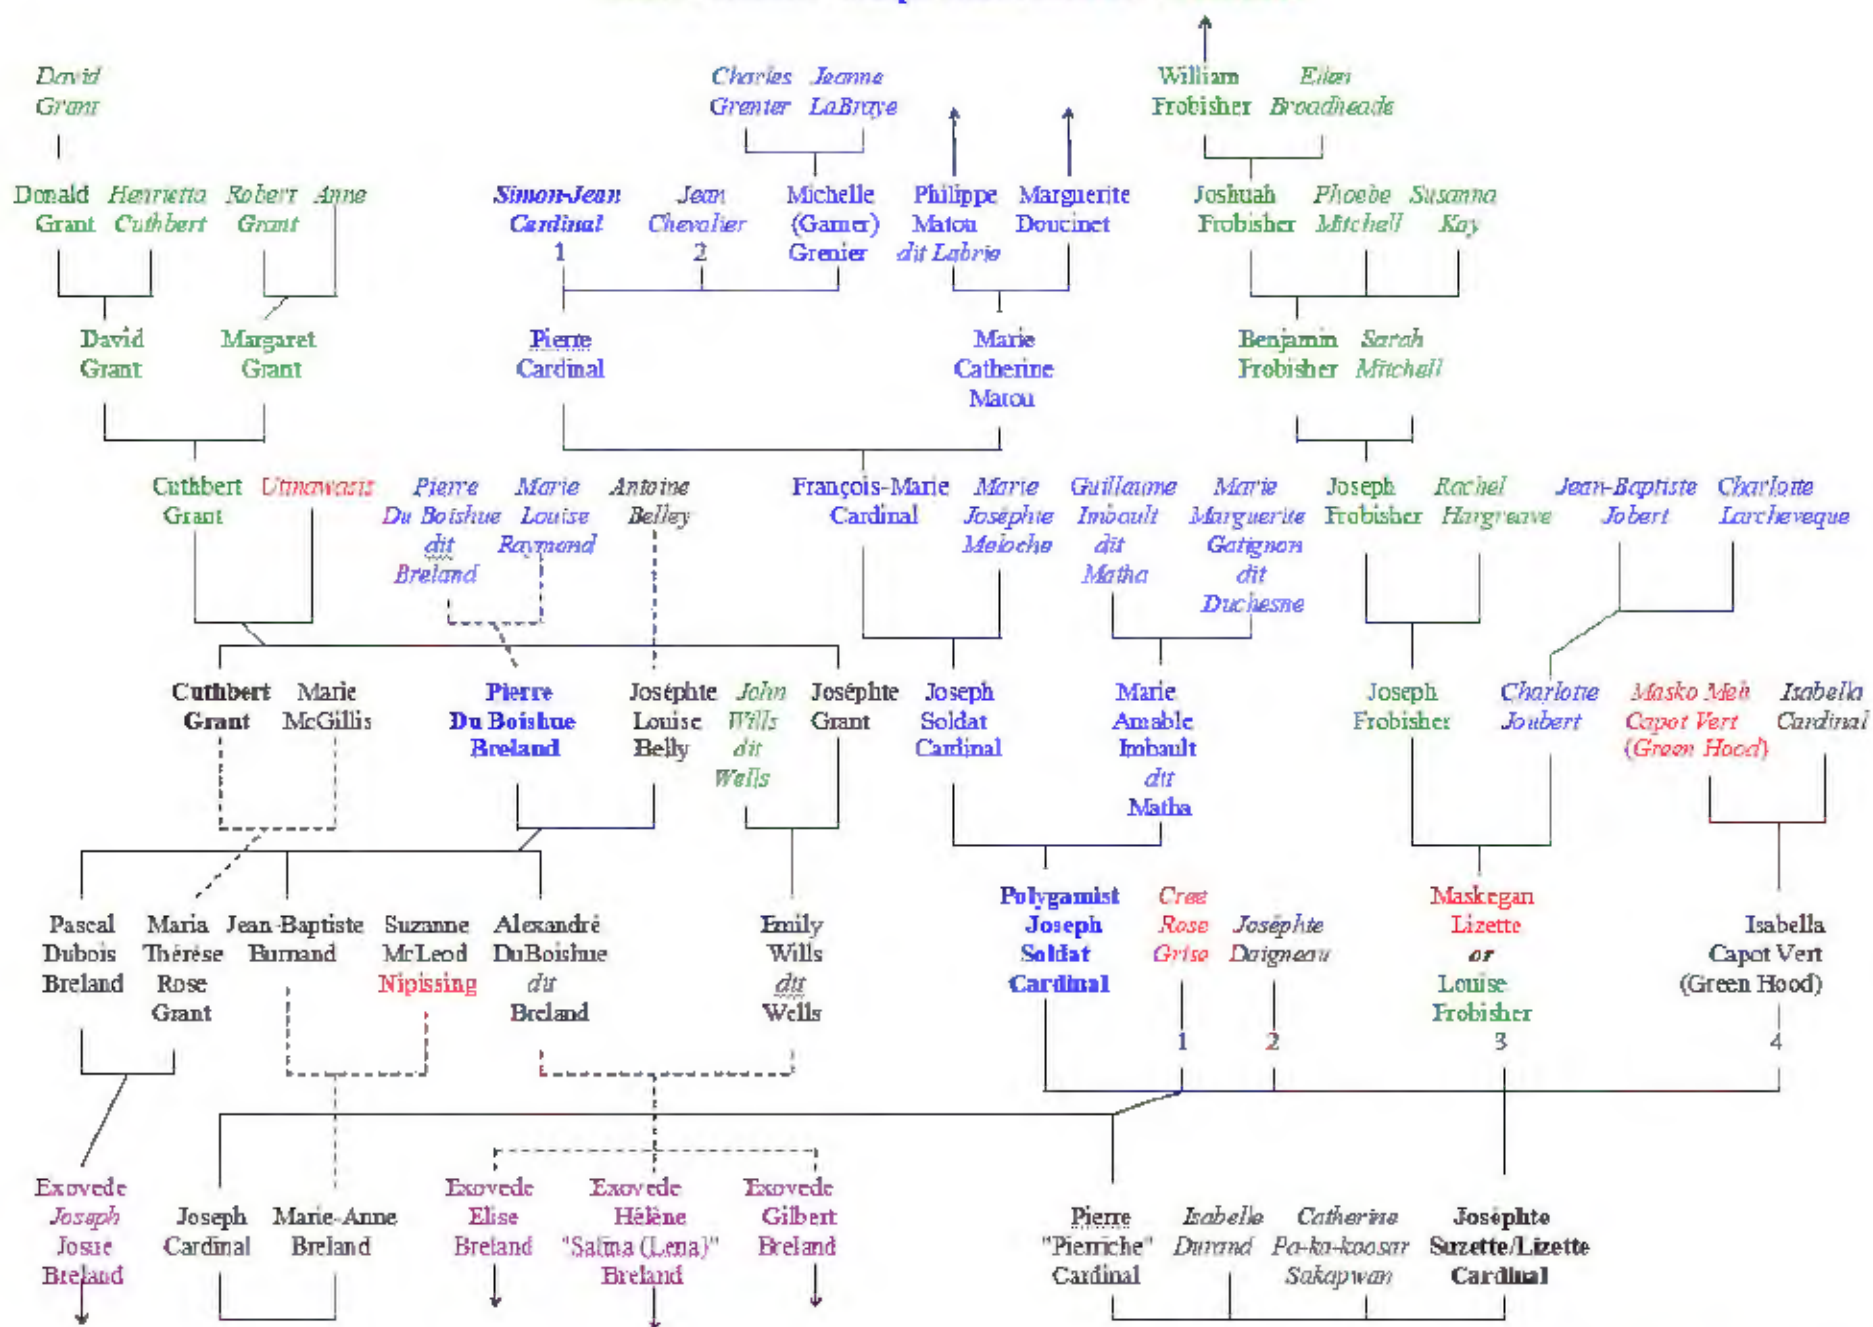 David
Grant
Charles
Grenier
Jeanne
LaBraye
William
Frobisher
Ellen
Broadheade
Donald
Grant
Henrietta
Cuthbert
Robert
Grant
Anne
Simon-Jean
Cardinal
1
Jean
Chevalier
2
Michelle
(Gamer)
Grenier
Philippe
Matou
dit Labrie
Marguerite
Doucinet
Joshuah
Frobisher
Phoebe
Mitchell
Susanna
Kay
David
Grant
Margaret
Grant
Pierre
Cardinal
Marie
Catherine
Matou
Benjamin
Frobisher
Sarah
Mitchell
Cuthbert
Grant
Utinawasis
Pierre
Du Boishue
dit
Breland
Marie
Louise
Raymond
Antoine
Belley
François-Marie
Cardinal
Marie
Joséphte
Meloche
Guillaume
Imbault
dit
Matha
Marie
Marguerite
Gatignon
dit
Duchesne
Joseph
Frobisher
Rachel
Hargreave
Jean-Baptiste
Jobert
Charlotte
Larcheveque
Cuthbert
Grant
Marie
McGillis
Pierre
Du Boishue
Breland
Joséphte
Louise
Belly
John
Wills
dit
Wells
Joséphte
Grant
Joseph
Soldat
Cardinal
Marie
Amable
Imbault
dit
Matha
Joseph
Frobisher
Charlotte
Joubert
Masko Meh
Capot Vert
(Green Hood)
Isabella
Cardinal
Pascal
Dubois
Breland
Maria
Thérèse
Rose
Grant
Jean-Baptiste
Burnand
Suzanne
McLeod
Nipissing
Alexandré
DuBoishue
dit
Breland
Emily
Wills
dit
Wells
Polygamist
Joseph
Soldat
Cardinal
Cree
Rose
Grise
1
Joséphte
Daigneau
2
Maskegan
Lizette
or
Louise
Frobisher
3
Isabella
Capot Vert
(Green Hood)
4
Exovede
Joseph
Josue
Breland
Joseph
Cardinal
Marie-Anne
Breland
Exovede
Elise
Breland
Exovede
Hélène
"Salma (Lena)"
Breland
Exovede
Gilbert
Breland
Pierre
"Pierriche"
Cardinal
Isabelle
Durand
Catherine
Pa-ka-koosar
Sakapwan
Joséphte
Suzette/Lizette
Cardinal